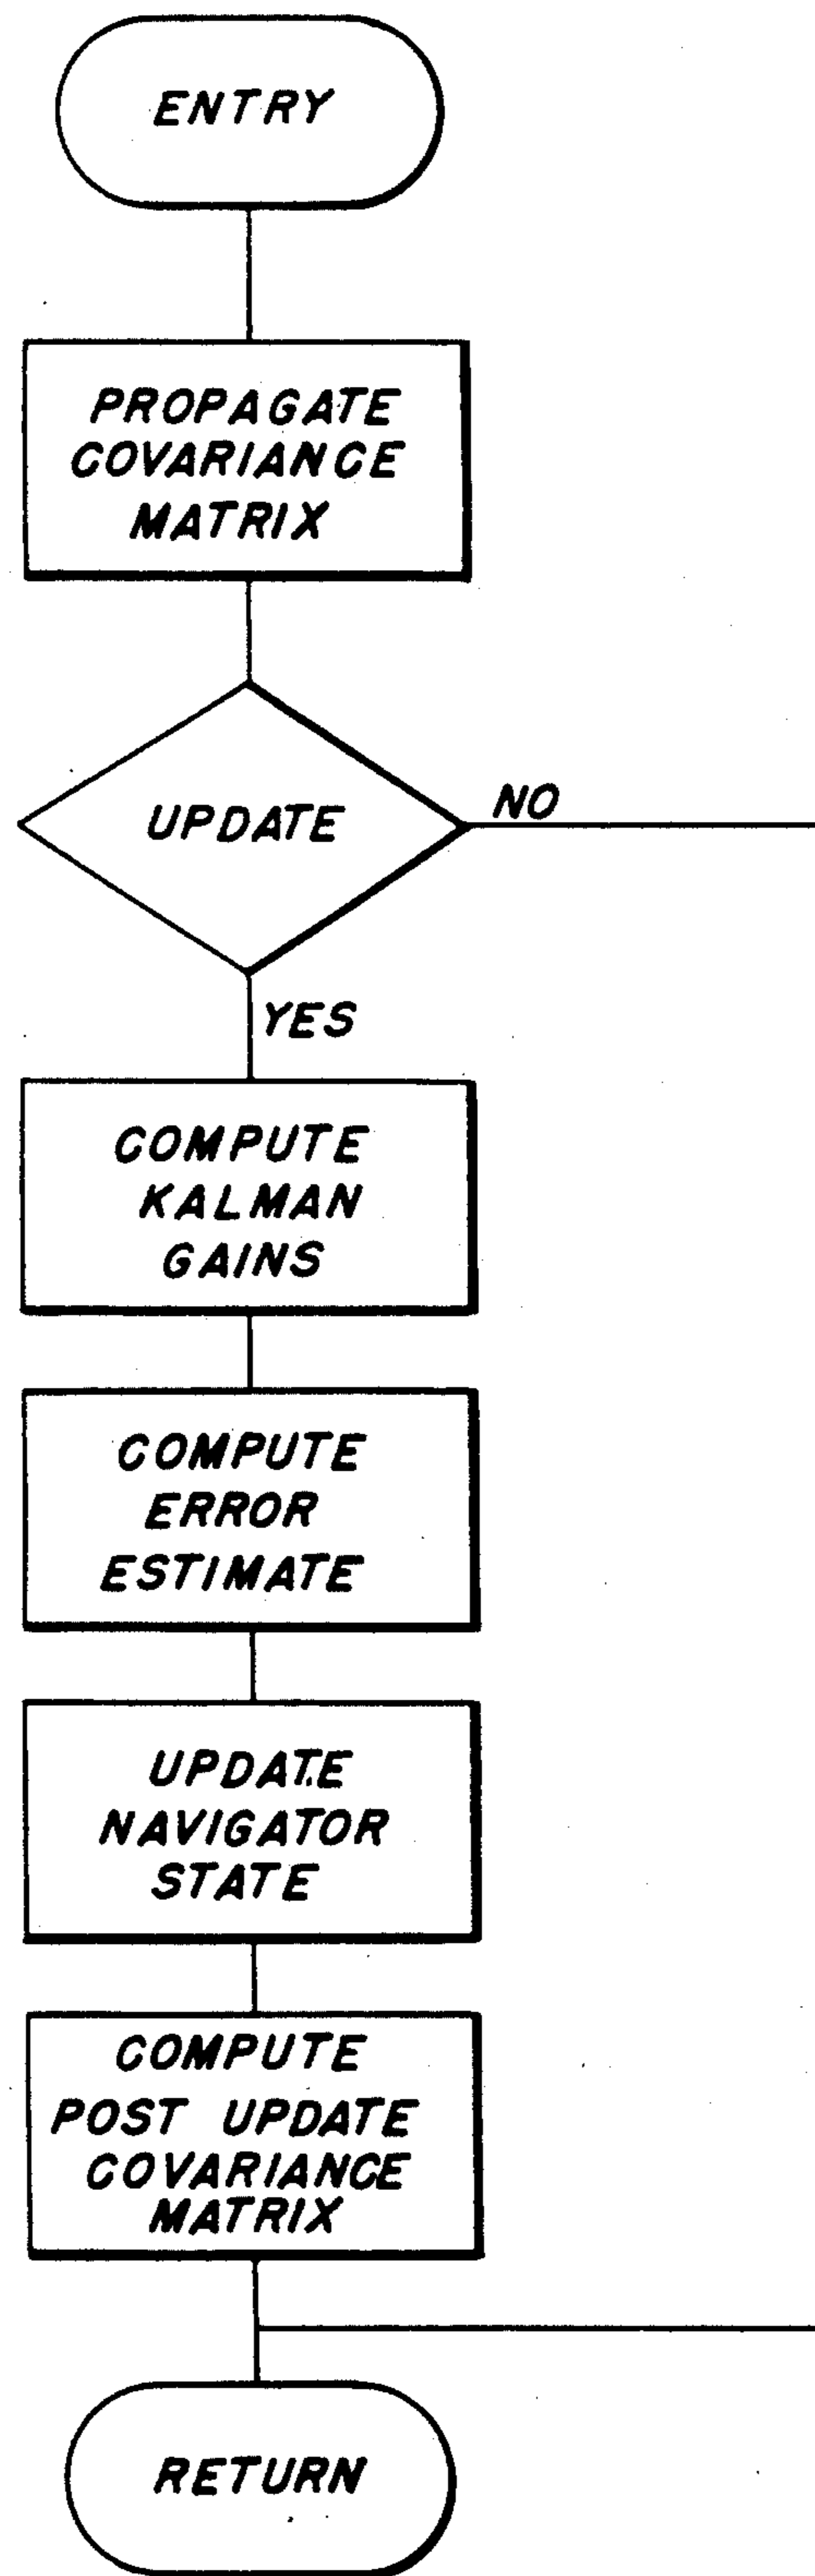 ENTRY
PROPAGATE
COVARIANCE
MATRIX
UPDATE
NO
YES
COMPUTE
KALMAN
GAINS
COMPUTE
ERROR
ESTIMATE
UPDATE
NAVIGATOR
STATE
COMPUTE
POST UPDATE
COVARIANCE
MATRIX
RETURN